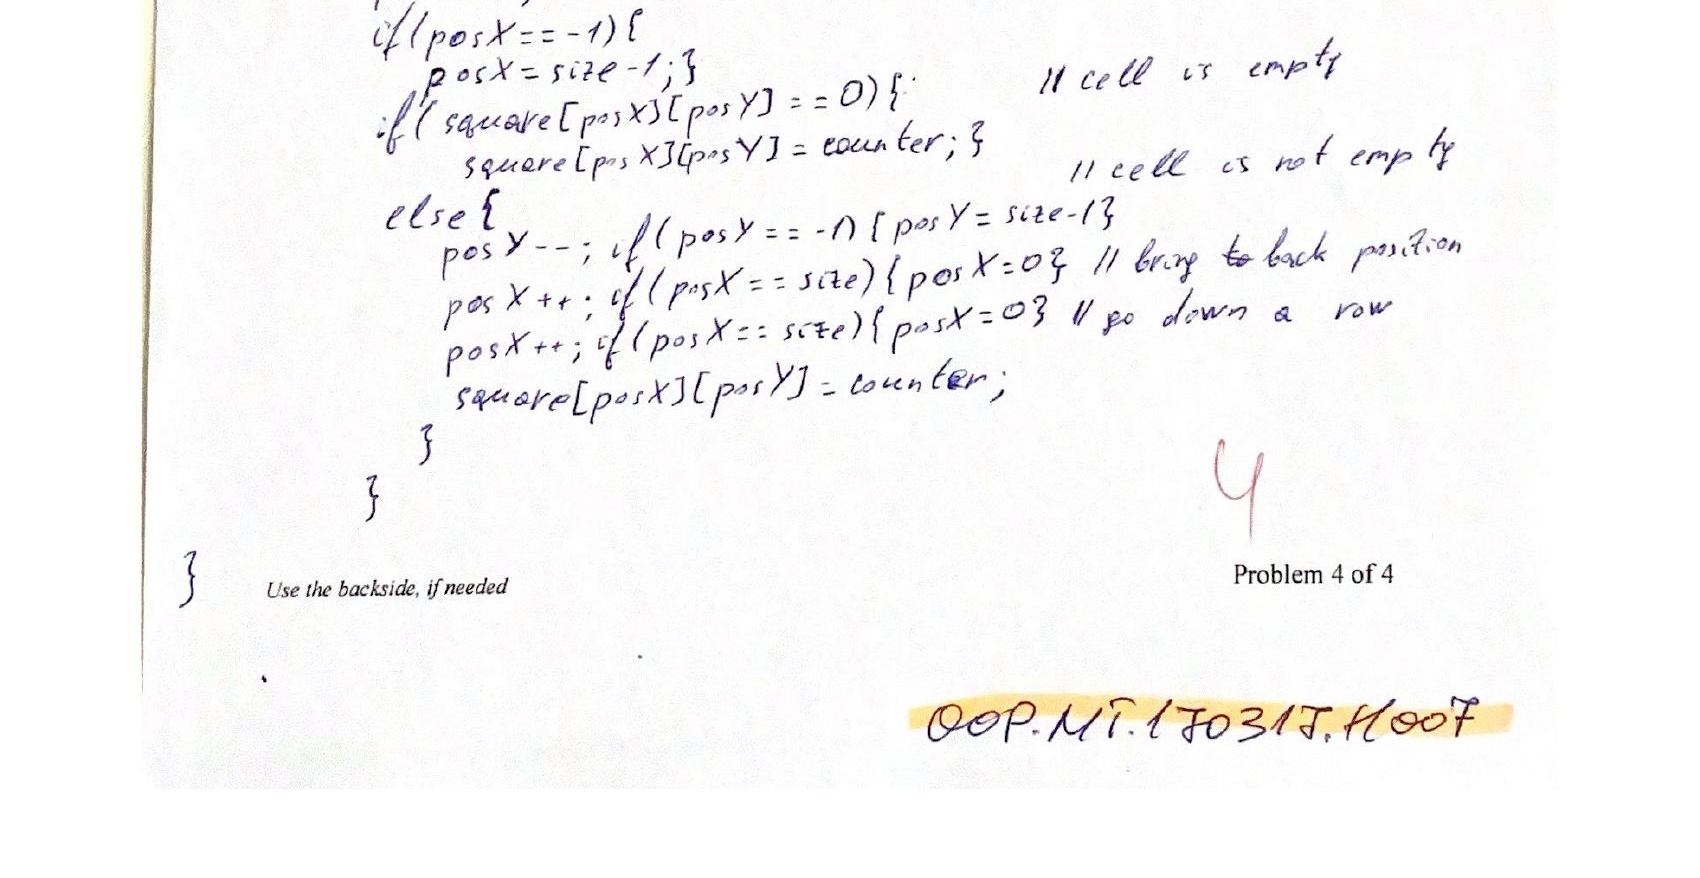 if(posX==-1){
posX=size-1;}
if(square[posX][posY]==0){ // cell is empty
square[posX][posY]=counter;}
else{ // cell is not empty
posY--; if(posY==-1){posY=size-1}
posX++; if(posX==size){posX=0} // bring to back position
posX++; if(posX==size){posX=0} // go down a row
square[posX][posY]=counter;
}
}
4
}
Use the backside, if needed
Problem 4 of 4
OOP.MT.170317.H007